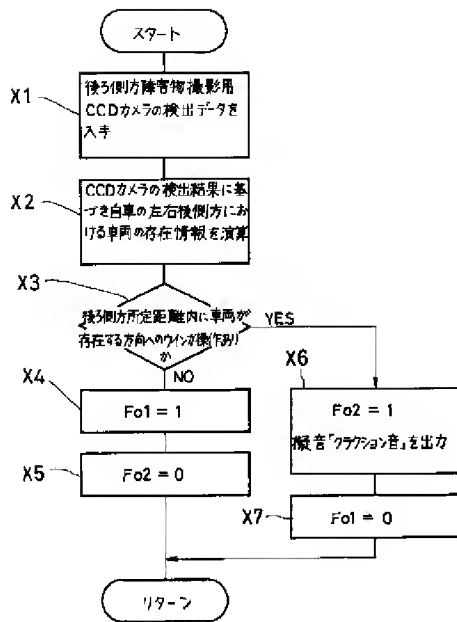 スタート
X1
後ろ側方障害物撮影用
CCDカメラの検出データを
入手
X2
CCDカメラの検出結果に基
づき自車の左右後側方にお
ける車両の存在情報を演算
X3
後ろ側方所定距離内に車両が
存在する方向へのウインカ操作あり
か
YES
NO
X4
Fo1 = 1
X5
Fo2 = 0
X6
Fo2 = 1
擬音「クラクション音」を出力
X7
Fo1 = 0
リターン